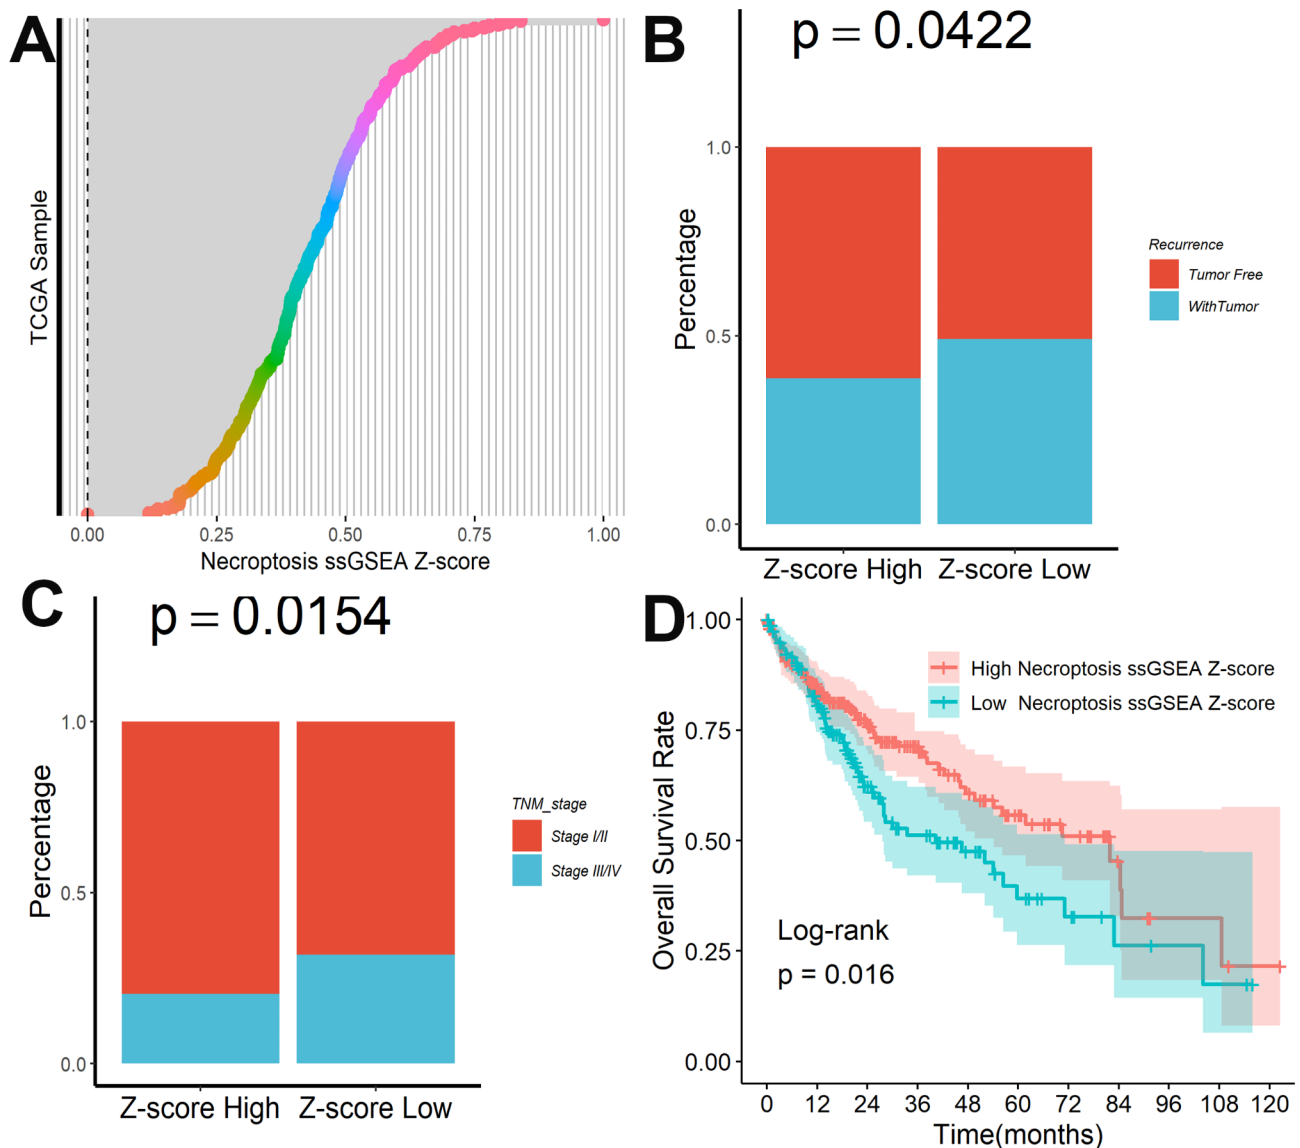 A
TCGA Sample
0.00 0.25 0.50 0.75 1.00
Necroptosis ssGSEA Z-score
B
p = 0.0422
Percentage
1.0
0.5
0.0
Z-score High Z-score Low
Recurrence
Tumor Free
WithTumor
C
p = 0.0154
Percentage
1.0
0.5
0.0
Z-score High Z-score Low
TNM_stage
Stage I/II
Stage III/IV
D
Overall Survival Rate
1.00
0.75
0.50
0.25
0.00
High Necroptosis ssGSEA Z-score
Low Necroptosis ssGSEA Z-score
Log-rank
p = 0.016
0 12 24 36 48 60 72 84 96 108 120
Time(months)